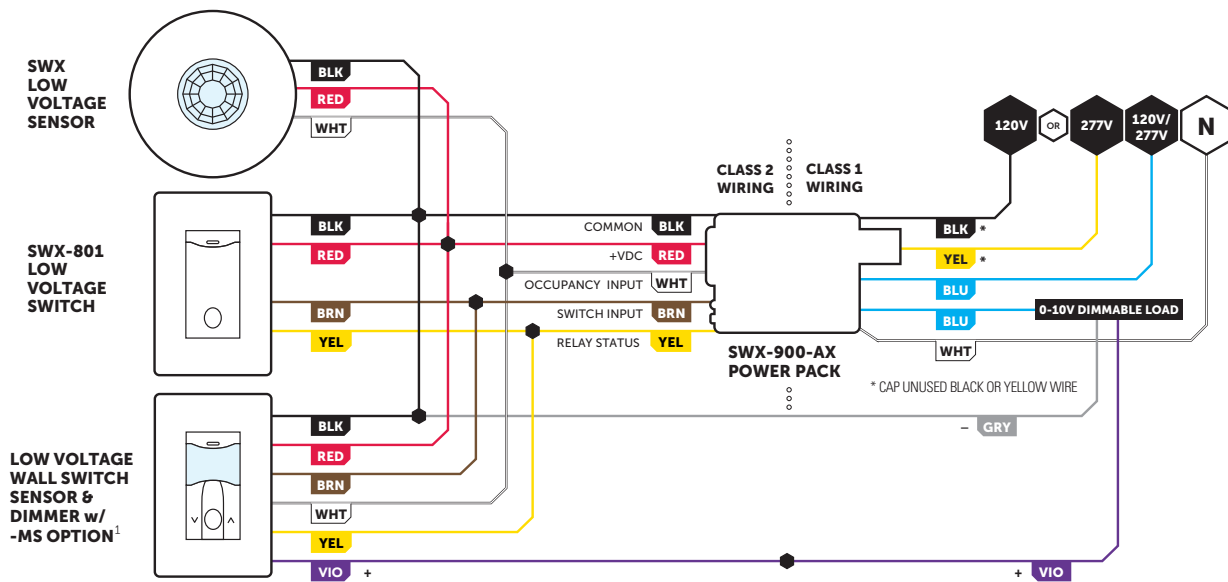 SWX
LOW
VOLTAGE
SENSOR
BLK
RED
WHT
SWX-801
LOW
VOLTAGE
SWITCH
BLK
RED
BRN
YEL
LOW VOLTAGE
WALL SWITCH
SENSOR &
DIMMER w/
-MS OPTION¹
BLK
RED
BRN
WHT
YEL
VIO +
CLASS 2
WIRING
CLASS 1
WIRING
COMMON BLK
+VDC RED
OCCUPANCY INPUT WHT
SWITCH INPUT BRN
RELAY STATUS YEL
SWX-900-AX
POWER PACK
120V OR 277V
120V/
277V
N
BLK *
YEL *
BLU
BLU
0-10V DIMMABLE LOAD
WHT
* CAP UNUSED BLACK OR YELLOW WIRE
– GRY
+ VIO